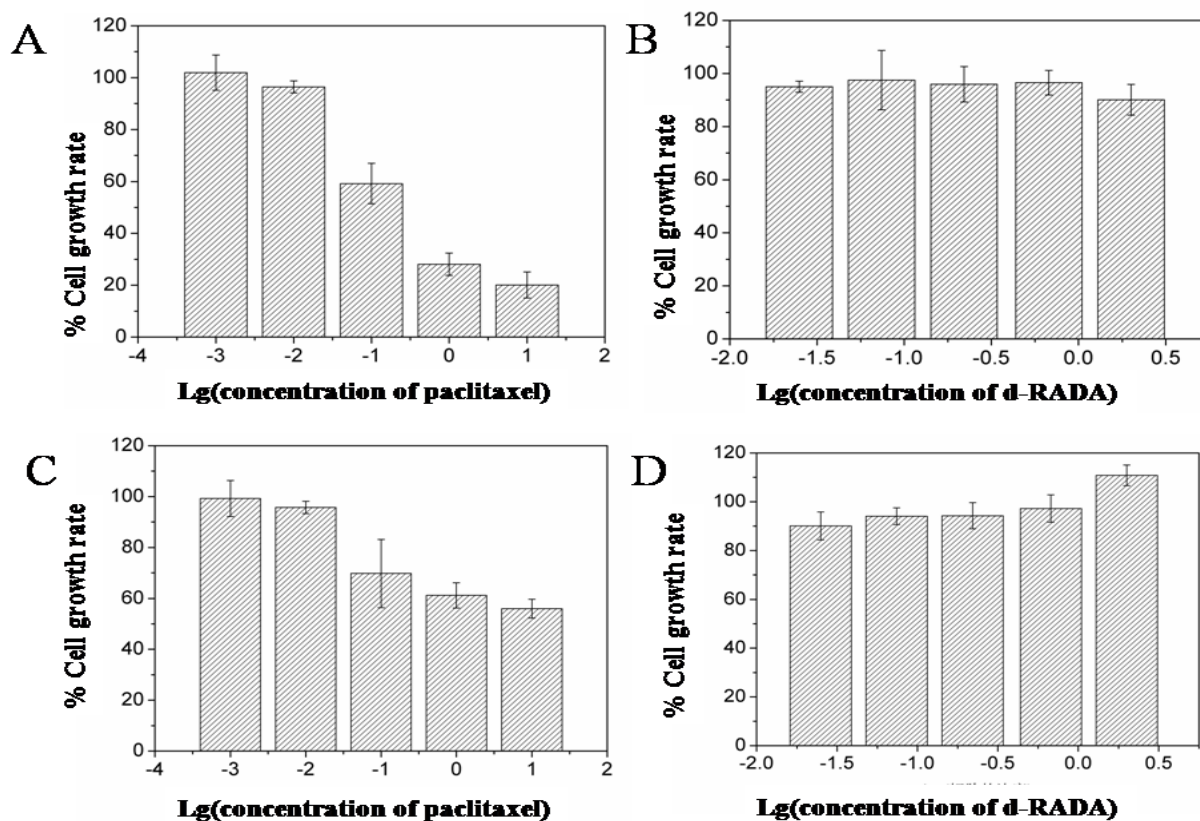 A
120
100
80
60
40
20
0
% Cell growth rate
-4 -3 -2 -1 0 1 2
Lg(concentration of paclitaxel)
B
120
100
80
60
40
20
0
% Cell growth rate
-2.0 -1.5 -1.0 -0.5 0.0 0.5
Lg(concentration of d-RADA)
C
120
100
80
60
40
20
0
% Cell growth rate
-4 -3 -2 -1 0 1 2
Lg(concentration of paclitaxel)
D
120
100
80
60
40
20
0
% Cell growth rate
-2.0 -1.5 -1.0 -0.5 0.0 0.5
Lg(concentration of d-RADA)